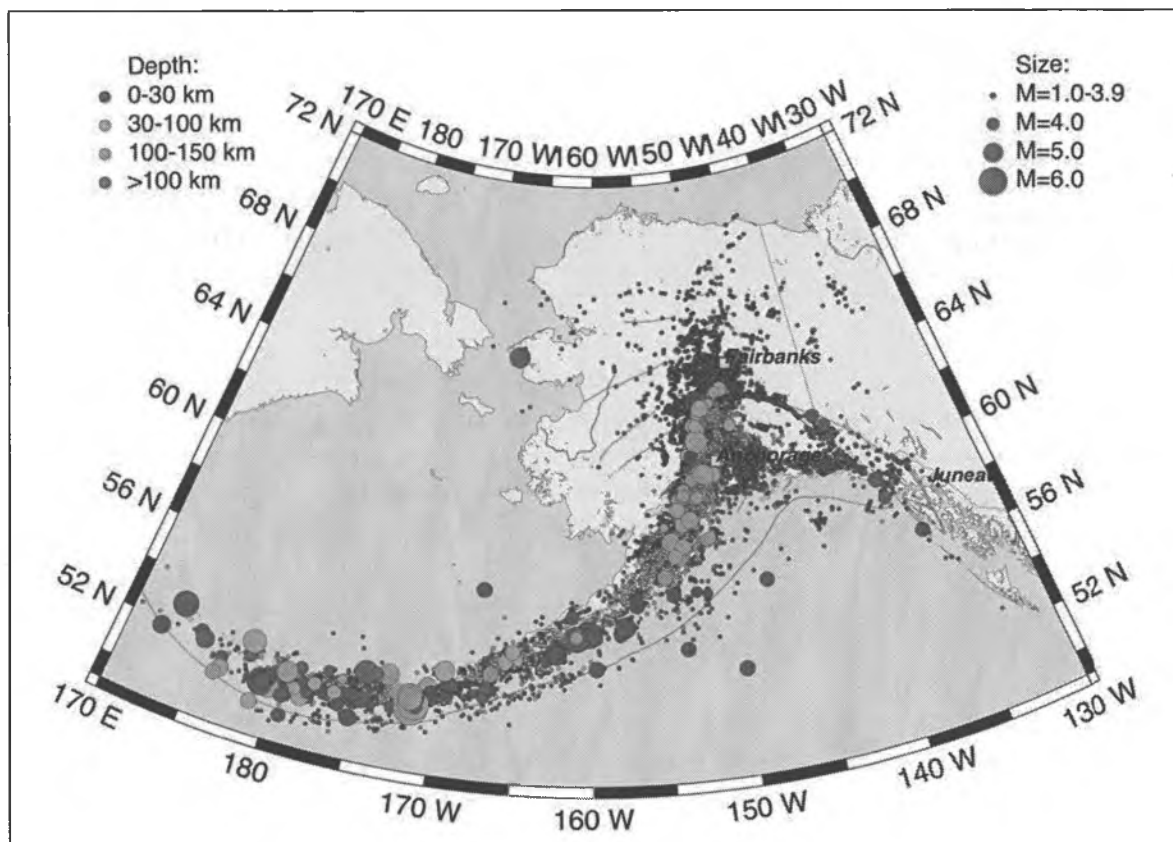 Depth:
0-30 km
30-100 km
100-150 km
>100 km
Size:
M=1.0-3.9
M=4.0
M=5.0
M=6.0
72 N
170 E
180
170 W
160 W
150 W
140 W
130 W
72 N
68 N
68 N
64 N
64 N
Fairbanks
60 N
60 N
Anchorage
Juneau
56 N
56 N
52 N
52 N
170 E
180
170 W
160 W
150 W
140 W
130 W